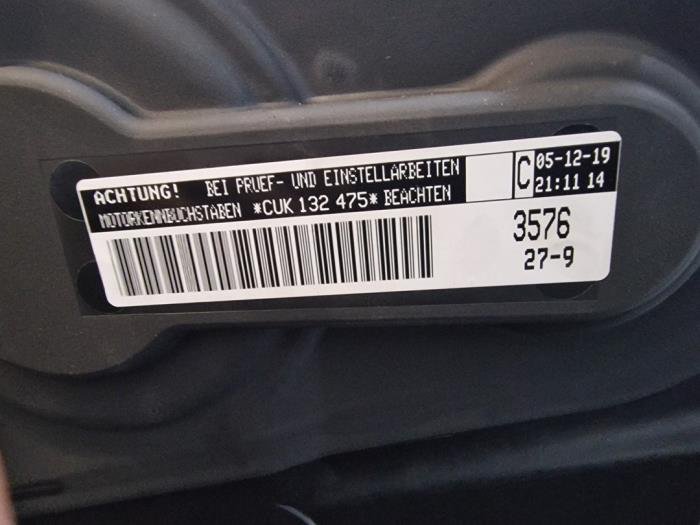 ACHTUNG! BEI PRUEF- UND EINSTELLARBEITEN
MOTORKENNBUCHSTABEN *CUK 132 475* BEACHTEN
C
05-12-19
21:11 14
3576
27-9